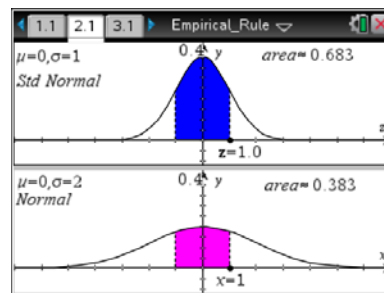 1.1 2.1 3.1 Empirical_Rule
μ=0,σ=1 0.4 y area≈0.683
Std Normal
z
z=1.0
μ=0,σ=2 0.4 y area≈0.383
Normal
x
x=1